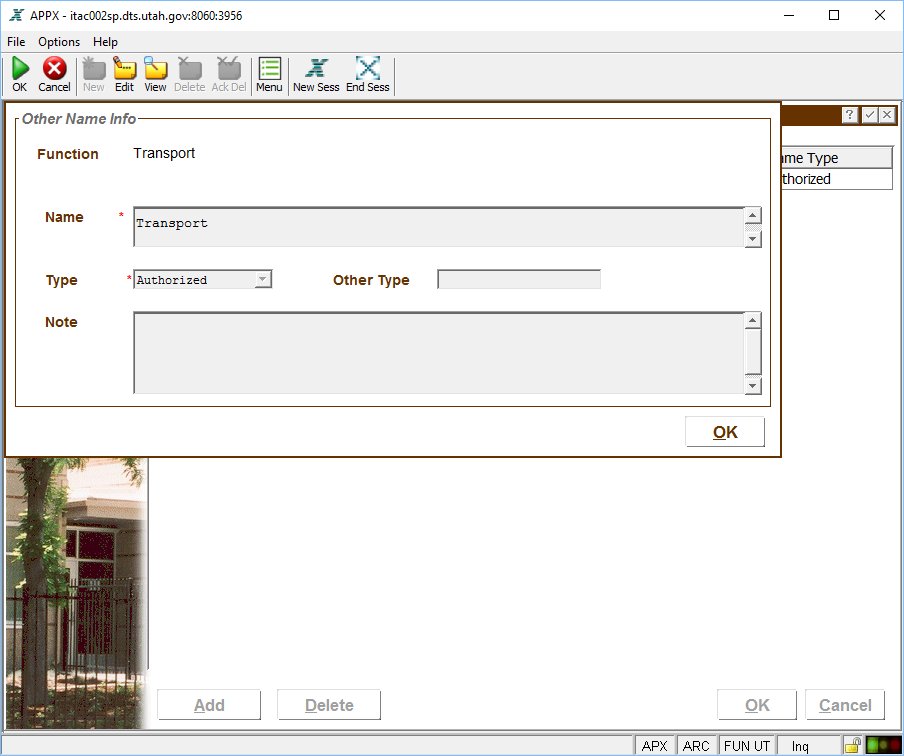 APPX - itac002sp.dts.utah.gov:8060:3956
File Options Help
OK Cancel New Edit View Delete Ack Del Menu New Sess End Sess
Other Name Info
?
Function Transport
me Type
thorized
Name * Transport
Type * Authorized Other Type
Note
OK
Add Delete OK Cancel
APX ARC FUN UT Inq